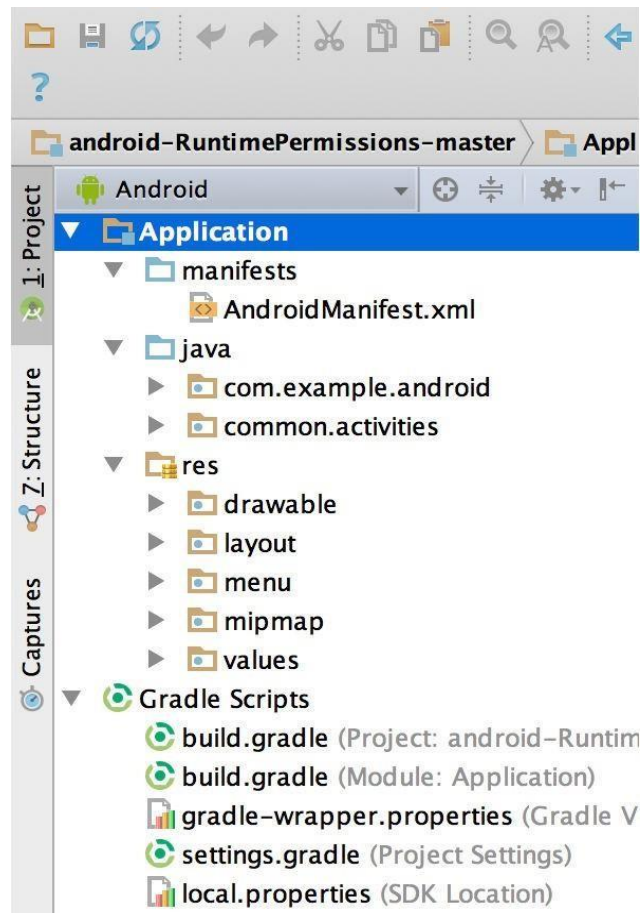 ?
android-RuntimePermissions-master
Appl
1: Project
Z: Structure
Captures
Android
Application
manifests
AndroidManifest.xml
java
com.example.android
common.activities
res
drawable
layout
menu
mipmap
values
Gradle Scripts
build.gradle (Project: android-Runtim
build.gradle (Module: Application)
gradle-wrapper.properties (Gradle V
settings.gradle (Project Settings)
local.properties (SDK Location)